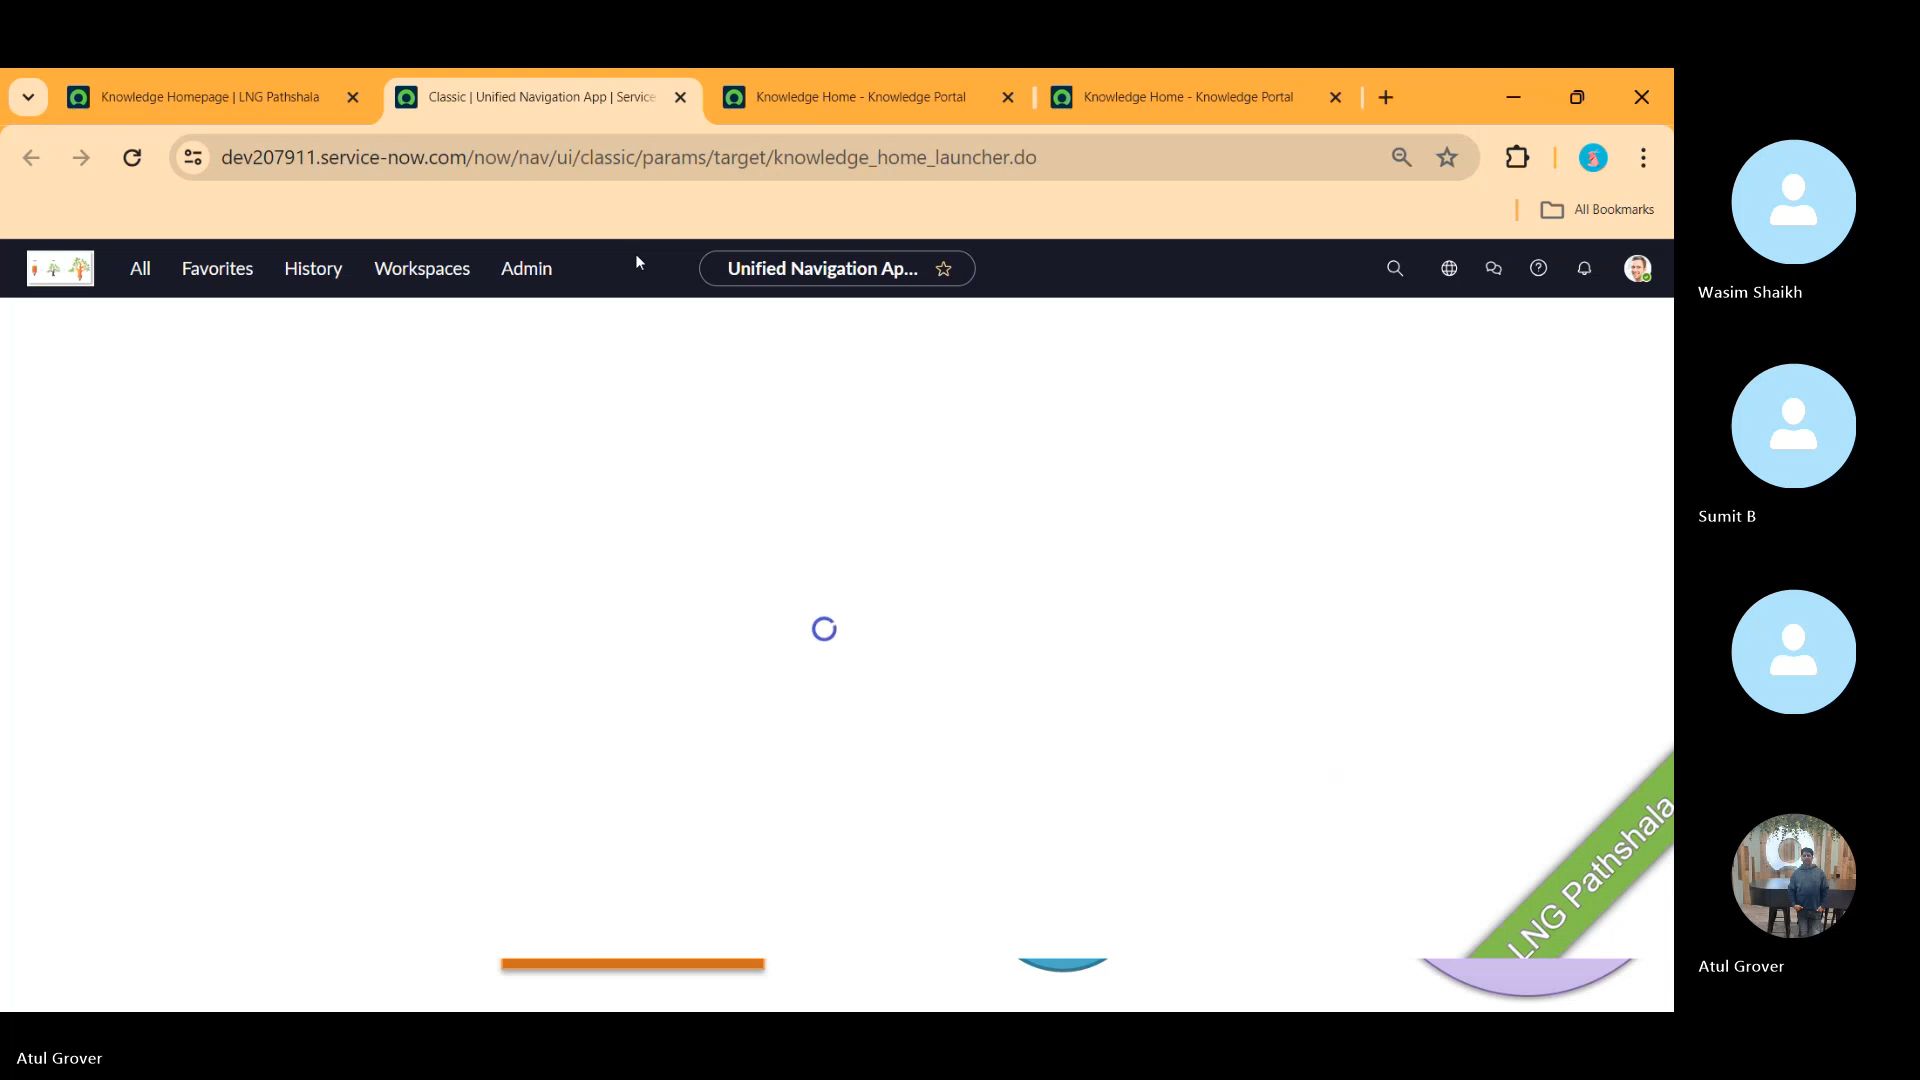 Knowledge Homepage | LNG Pathshala
Classic | Unified Navigation App | Service
Knowledge Home - Knowledge Portal
Knowledge Home - Knowledge Portal
dev207911.service-now.com/now/nav/ui/classic/params/target/knowledge_home_launcher.do
All Bookmarks
All
Favorites
History
Workspaces
Admin
Unified Navigation Ap...
Wasim Shaikh
Sumit B
LNG Pathshala
Atul Grover
Atul Grover